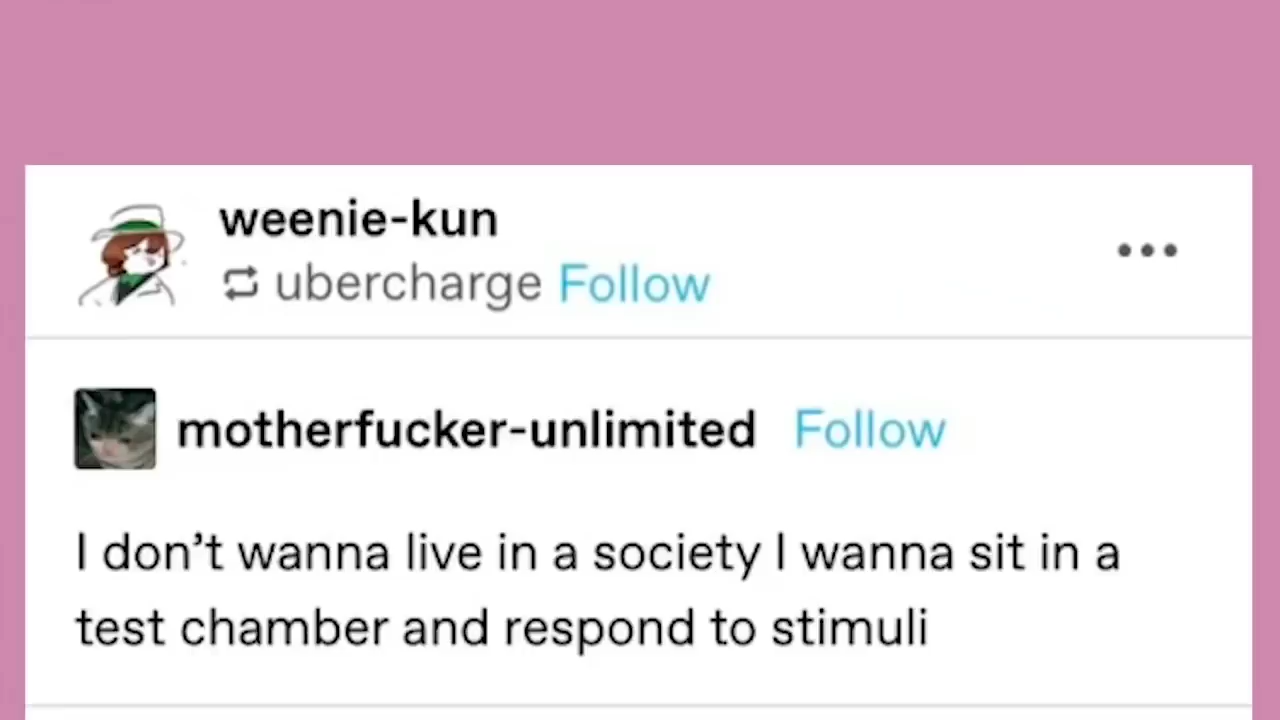 weenie-kun
ubercharge Follow
motherfucker-unlimited Follow
I don’t wanna live in a society I wanna sit in a
test chamber and respond to stimuli